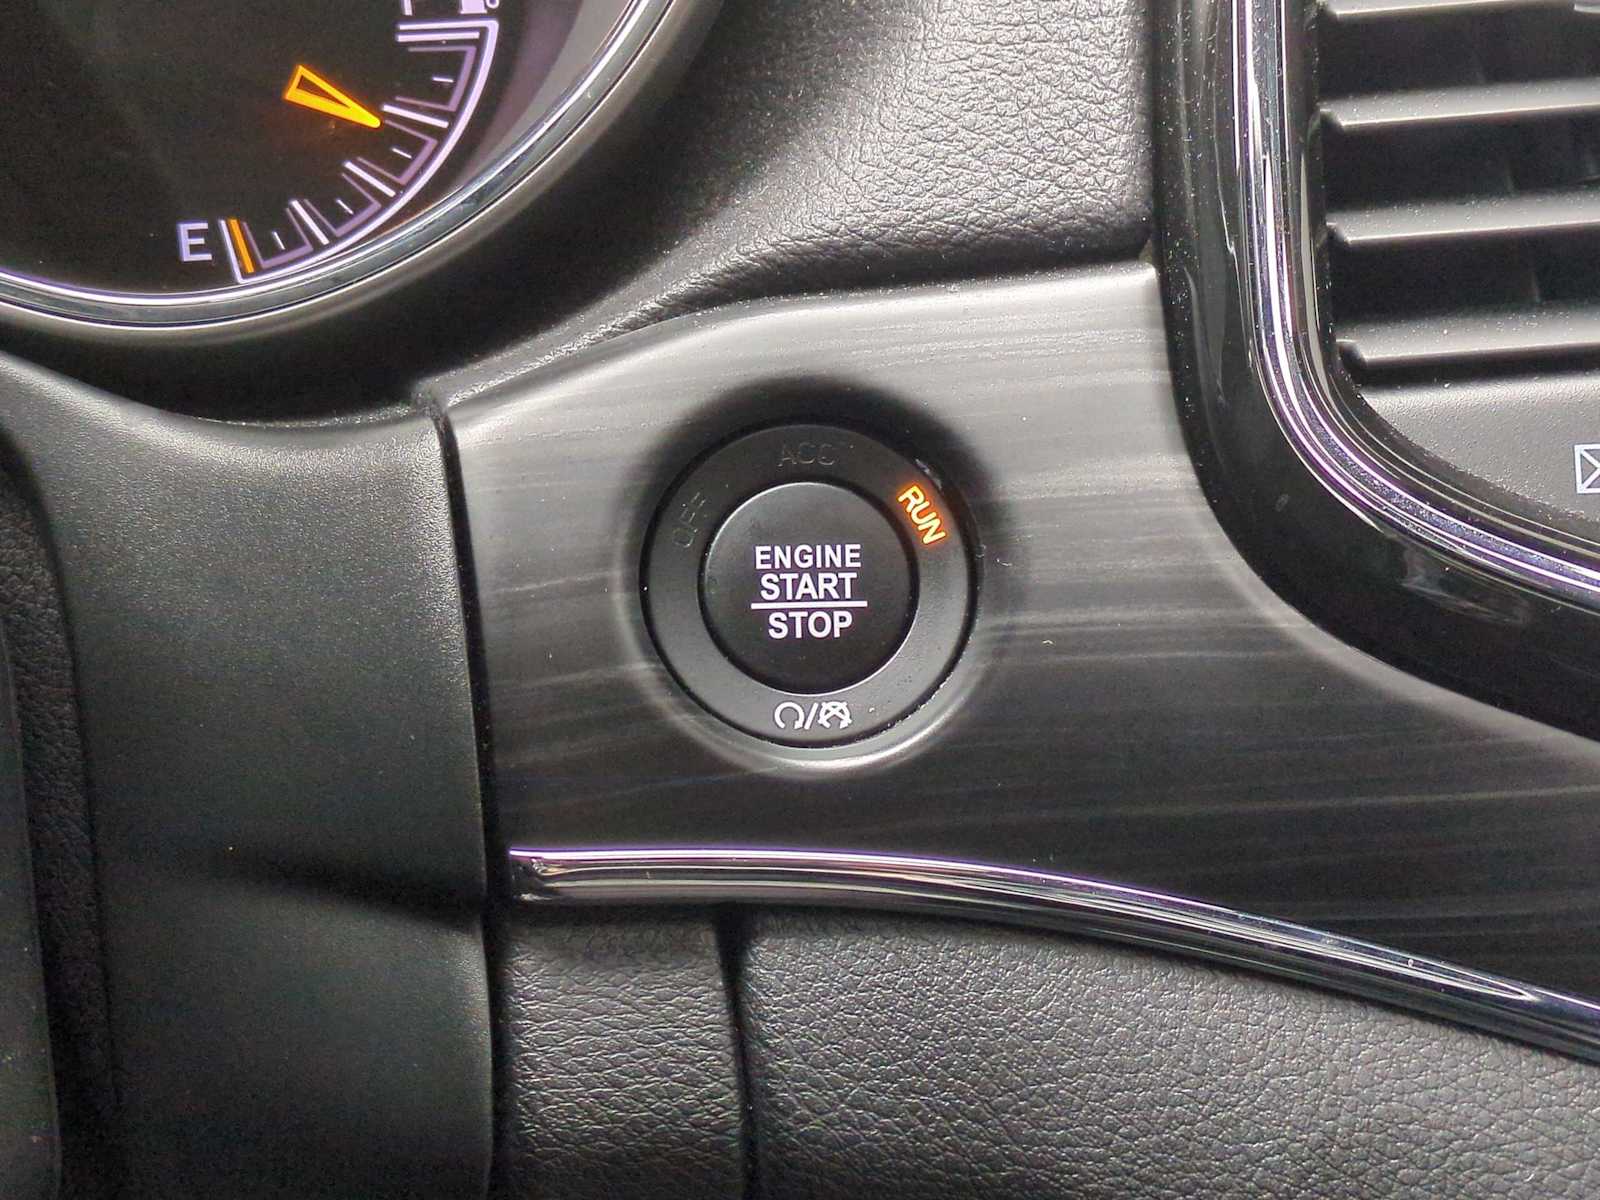 E
ACC
OFF
RUN
ENGINE
START
STOP